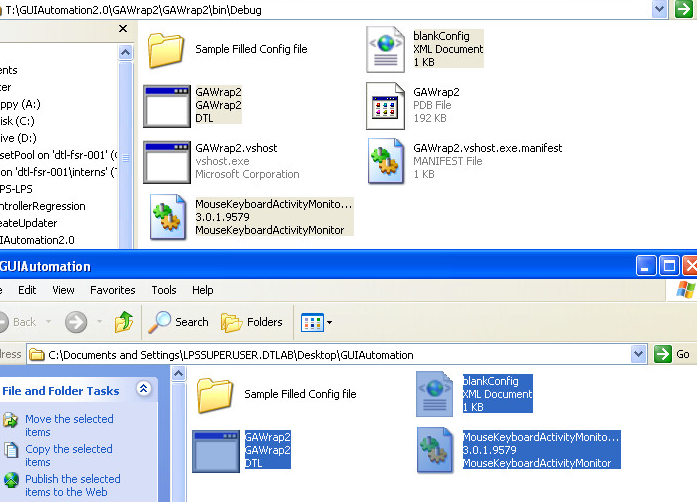 T:\GUIAutomation2.0\GAWrap2\GAWrap2\bin\Debug
ents
ter
ppy (A:)
isk (C:)
ive (D:)
setPool on 'dtl-fsr-001' (
on 'dtl-fsr-001\interns' ("
PS-LPS
ntrollerRegression
eateUpdater
IAutomation2.0
Sample Filled Config file
blankConfig
XML Document
1 KB
GAWrap2
GAWrap2
DTL
GAWrap2
PDB File
192 KB
GAWrap2.vshost
vshost.exe
Microsoft Corporation
GAWrap2.vshost.exe.manifest
MANIFEST File
1 KB
MouseKeyboardActivityMonito...
3.0.1.9579
MouseKeyboardActivityMonitor
GUIAutomation
e Edit View Favorites Tools Help
Back Search Folders
ress C:\Documents and Settings\LPSSUPERUSER.DTLAB\Desktop\GUIAutomation Go
File and Folder Tasks
Move the selected
items
Copy the selected
items
Publish the selected
items to the Web
Sample Filled Config file
blankConfig
XML Document
1 KB
GAWrap2
GAWrap2
DTL
MouseKeyboardActivityMonito...
3.0.1.9579
MouseKeyboardActivityMonitor